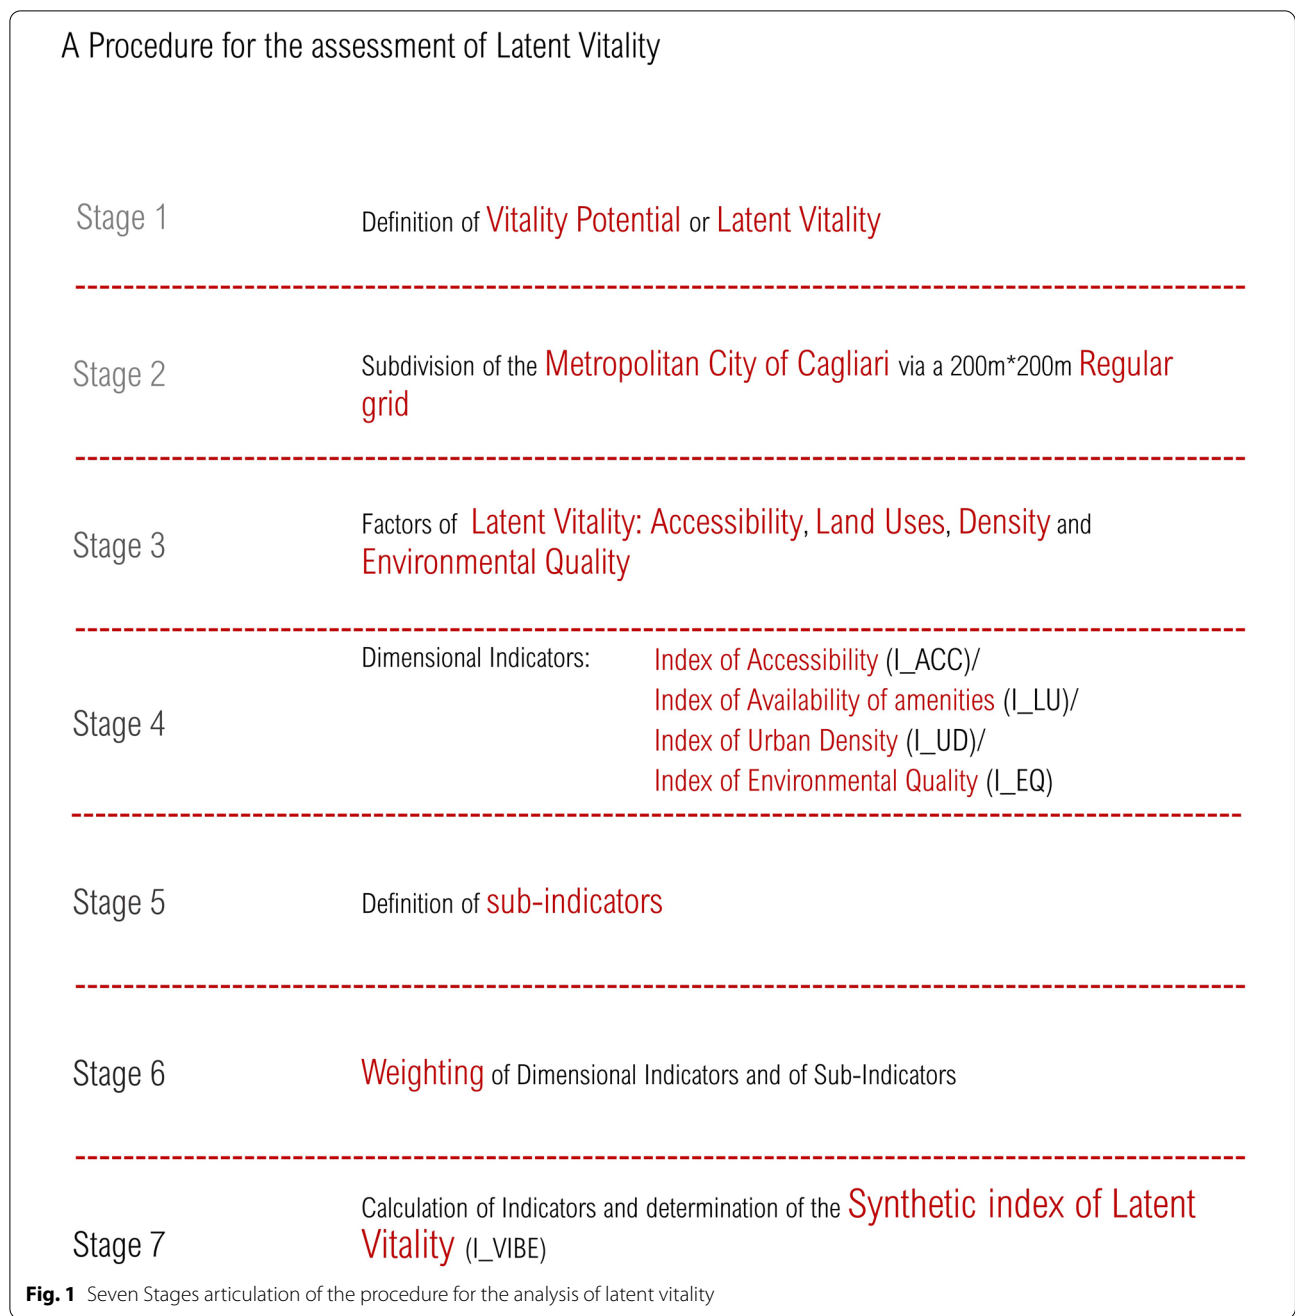 A Procedure for the assessment of Latent Vitality
Stage 1
Definition of Vitality Potential or Latent Vitality
Stage 2
Subdivision of the Metropolitan City of Cagliari via a 200m*200m Regular
grid
Stage 3
Factors of Latent Vitality: Accessibility, Land Uses, Density and
Environmental Quality
Stage 4
Dimensional Indicators:
Index of Accessibility (I_ACC)/
Index of Availability of amenities (I_LU)/
Index of Urban Density (I_UD)/
Index of Environmental Quality (I_EQ)
Stage 5
Definition of sub-indicators
Stage 6
Weighting of Dimensional Indicators and of Sub-Indicators
Stage 7
Calculation of Indicators and determination of the Synthetic index of Latent
Vitality (I_VIBE)
Fig. 1 Seven Stages articulation of the procedure for the analysis of latent vitality